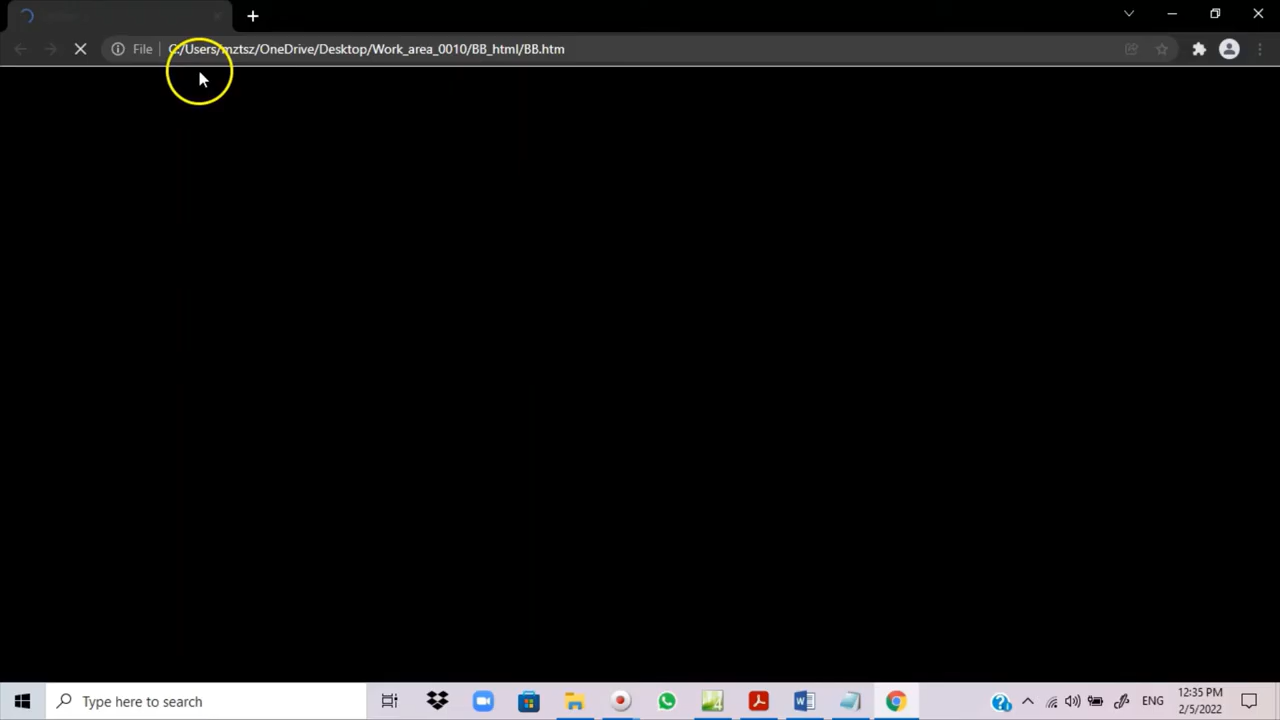 File
C:/Users/mztsz/OneDrive/Desktop/Work_area_0010/BB_html/BB.htm
Type here to search
ENG
12:35 PM
2/5/2022